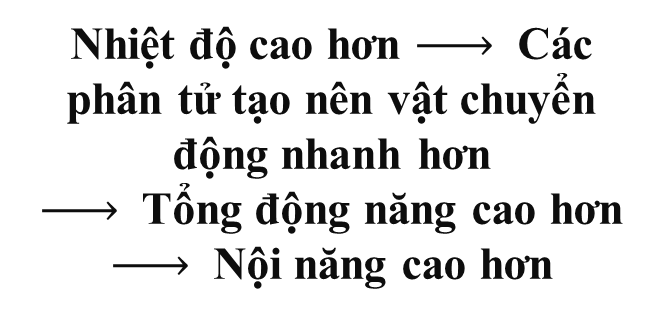 Nhiệt độ cao hơn ⟶ Các
phân tử tạo nên vật chuyển
động nhanh hơn
⟶ Tổng động năng cao hơn
⟶ Nội năng cao hơn